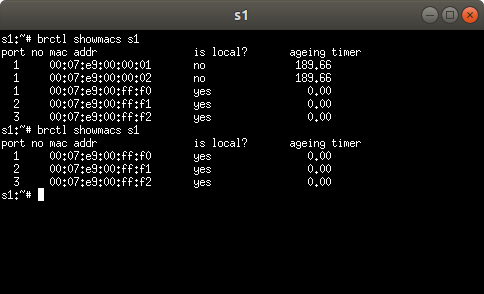 s1
s1:~# brctl showmacs s1
port no mac addr                is local?       ageing timer
  1     00:07:e9:00:00:01       no               189.66
  1     00:07:e9:00:00:02       no               189.66
  1     00:07:e9:00:ff:f0       yes                0.00
  2     00:07:e9:00:ff:f1       yes                0.00
  3     00:07:e9:00:ff:f2       yes                0.00
s1:~# brctl showmacs s1
port no mac addr                is local?       ageing timer
  1     00:07:e9:00:ff:f0       yes                0.00
  2     00:07:e9:00:ff:f1       yes                0.00
  3     00:07:e9:00:ff:f2       yes                0.00
s1:~#